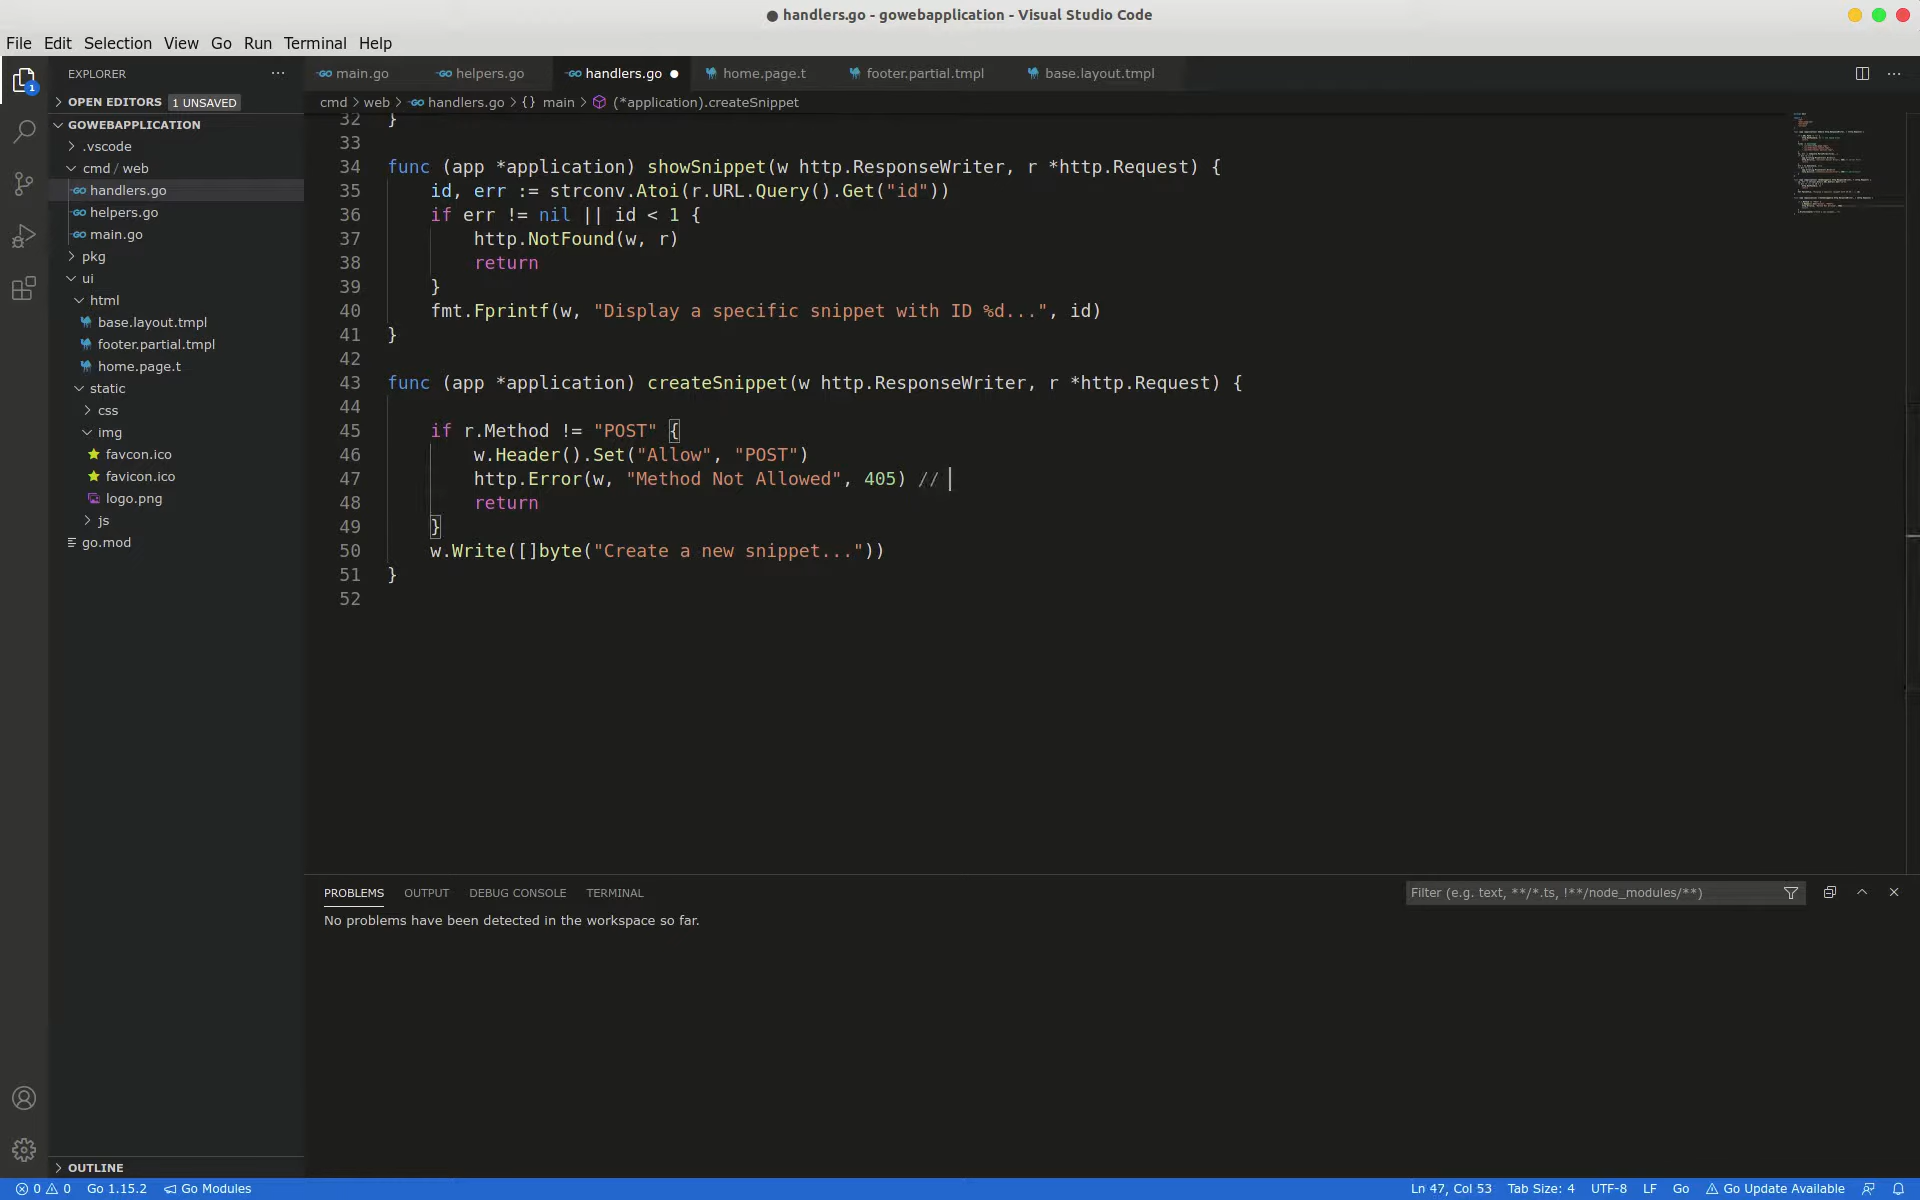 ● handlers.go - gowebapplication - Visual Studio Code
File Edit Selection View Go Run Terminal Help
EXPLORER
main.go helpers.go handlers.go ● home.page.t footer.partial.tmpl base.layout.tmpl
OPEN EDITORS 1 UNSAVED
cmd > web > handlers.go > {} main > (*application).createSnippet
1
GOWEBAPPLICATION
.vscode
cmd / web
handlers.go
helpers.go
main.go
pkg
ui
html
base.layout.tmpl
footer.partial.tmpl
home.page.t
static
css
img
favcon.ico
favicon.ico
logo.png
js
go.mod
OUTLINE
32 }
33
34 func (app *application) showSnippet(w http.ResponseWriter, r *http.Request) {
35 id, err := strconv.Atoi(r.URL.Query().Get("id"))
36 if err != nil || id < 1 {
37 http.NotFound(w, r)
38 return
39 }
40 fmt.Fprintf(w, "Display a specific snippet with ID %d...", id)
41 }
42
43 func (app *application) createSnippet(w http.ResponseWriter, r *http.Request) {
44
45 if r.Method != "POST" {
46 w.Header().Set("Allow", "POST")
47 http.Error(w, "Method Not Allowed", 405) //
48 return
49 }
50 w.Write([]byte("Create a new snippet..."))
51 }
52
PROBLEMS OUTPUT DEBUG CONSOLE TERMINAL
Filter (e.g. text, **/*.ts, !**/node_modules/**)
No problems have been detected in the workspace so far.
0 0 Go 1.15.2 Go Modules
Ln 47, Col 53 Tab Size: 4 UTF-8 LF Go Go Update Available